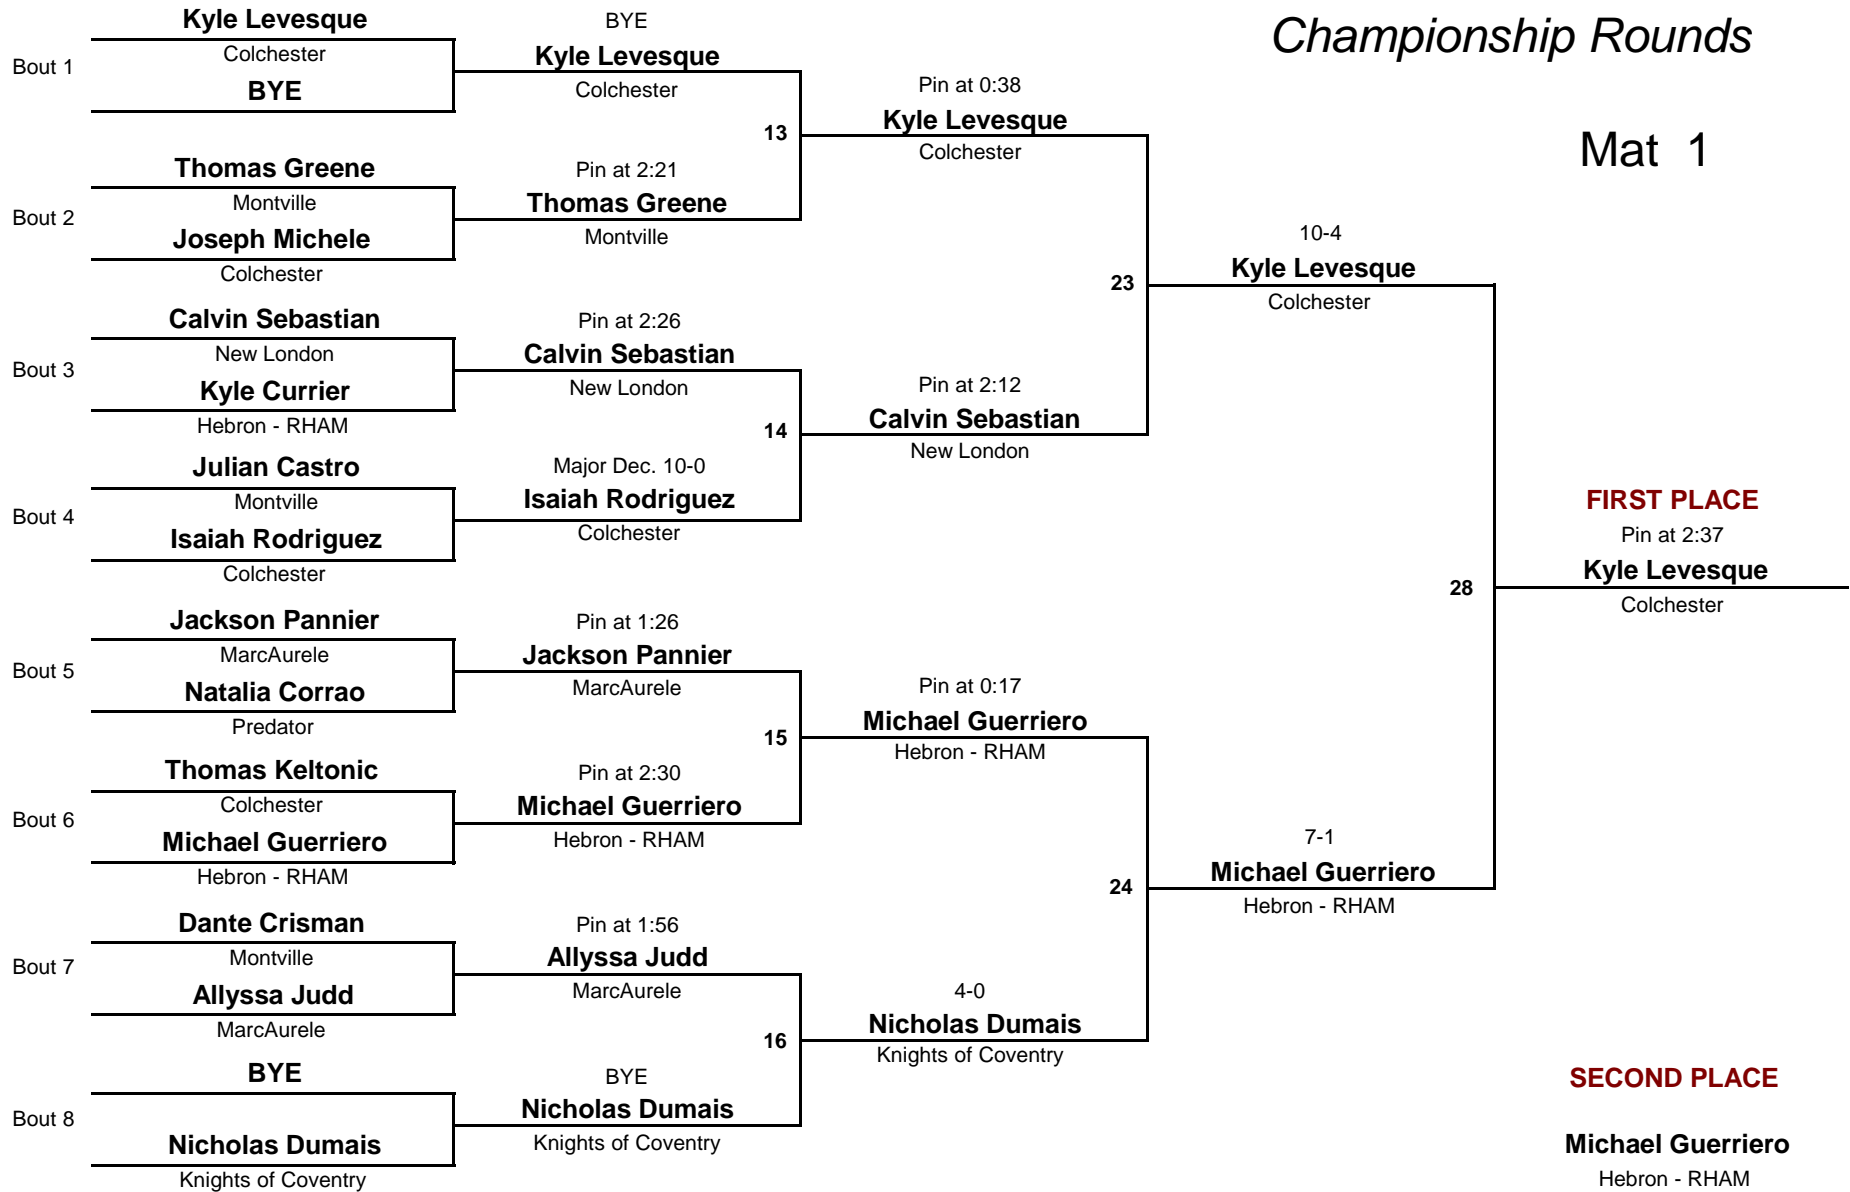 Championship Rounds
Mat 1
Bout 1
Kyle Levesque
Colchester
BYE
Bout 2
Thomas Greene
Montville
Joseph Michele
Colchester
Bout 3
Calvin Sebastian
New London
Kyle Currier
Hebron - RHAM
Bout 4
Julian Castro
Montville
Isaiah Rodriguez
Colchester
Bout 5
Jackson Pannier
MarcAurele
Natalia Corrao
Predator
Bout 6
Thomas Keltonic
Colchester
Michael Guerriero
Hebron - RHAM
Bout 7
Dante Crisman
Montville
Allyssa Judd
MarcAurele
Bout 8
BYE
Nicholas Dumais
Knights of Coventry
BYE
Kyle Levesque
Colchester
13
Pin at 2:21
Thomas Greene
Montville
Pin at 2:26
Calvin Sebastian
New London
14
Major Dec. 10-0
Isaiah Rodriguez
Colchester
Pin at 1:26
Jackson Pannier
MarcAurele
15
Pin at 2:30
Michael Guerriero
Hebron - RHAM
Pin at 1:56
Allyssa Judd
MarcAurele
16
BYE
Nicholas Dumais
Knights of Coventry
Pin at 0:38
Kyle Levesque
Colchester
23
Pin at 2:12
Calvin Sebastian
New London
Pin at 0:17
Michael Guerriero
Hebron - RHAM
24
4-0
Nicholas Dumais
Knights of Coventry
10-4
Kyle Levesque
Colchester
28
7-1
Michael Guerriero
Hebron - RHAM
FIRST PLACE
Pin at 2:37
Kyle Levesque
Colchester
SECOND PLACE
Michael Guerriero
Hebron - RHAM